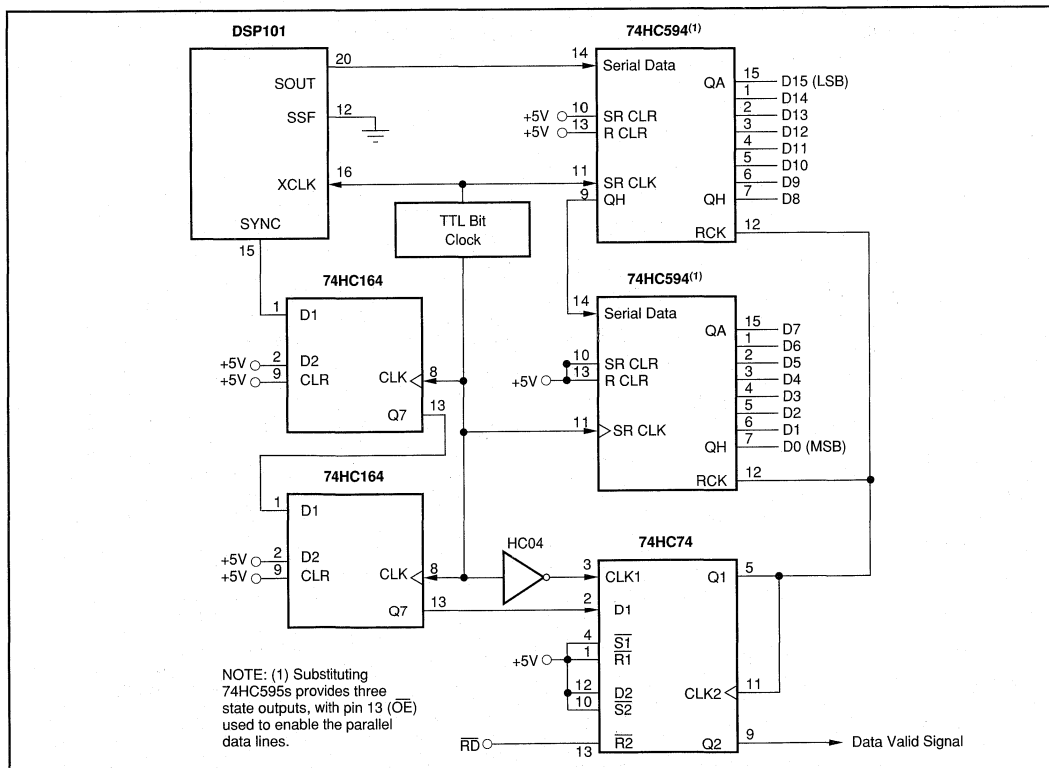 DSP101
20
SOUT
12
SSF
16
XCLK
SYNC
15
TTL Bit
Clock
74HC594(1)
14
Serial Data
15
QA
D15 (LSB)
1
D14
2
D13
3
D12
4
D11
5
D10
6
D9
7
QH
D8
+5V
10
SR CLR
+5V
13
R CLR
11
SR CLK
9
QH
12
RCK
74HC164
1
D1
+5V
2
D2
+5V
9
CLR
CLK
8
Q7
13
74HC594(1)
14
Serial Data
15
QA
D7
1
D6
2
D5
3
D4
4
D3
5
D2
6
D1
7
QH
D0 (MSB)
10
SR CLR
+5V
13
R CLR
11
SR CLK
12
RCK
74HC164
1
D1
+5V
2
D2
+5V
9
CLR
CLK
8
Q7
13
HC04
74HC74
3
CLK1
Q1
5
2
D1
4
S1
+5V
1
R1
12
D2
10
S2
CLK2
11
RD
13
R2
Q2
9
Data Valid Signal
NOTE: (1) Substituting
74HC595s provides three
state outputs, with pin 13 (OE)
used to enable the parallel
data lines.